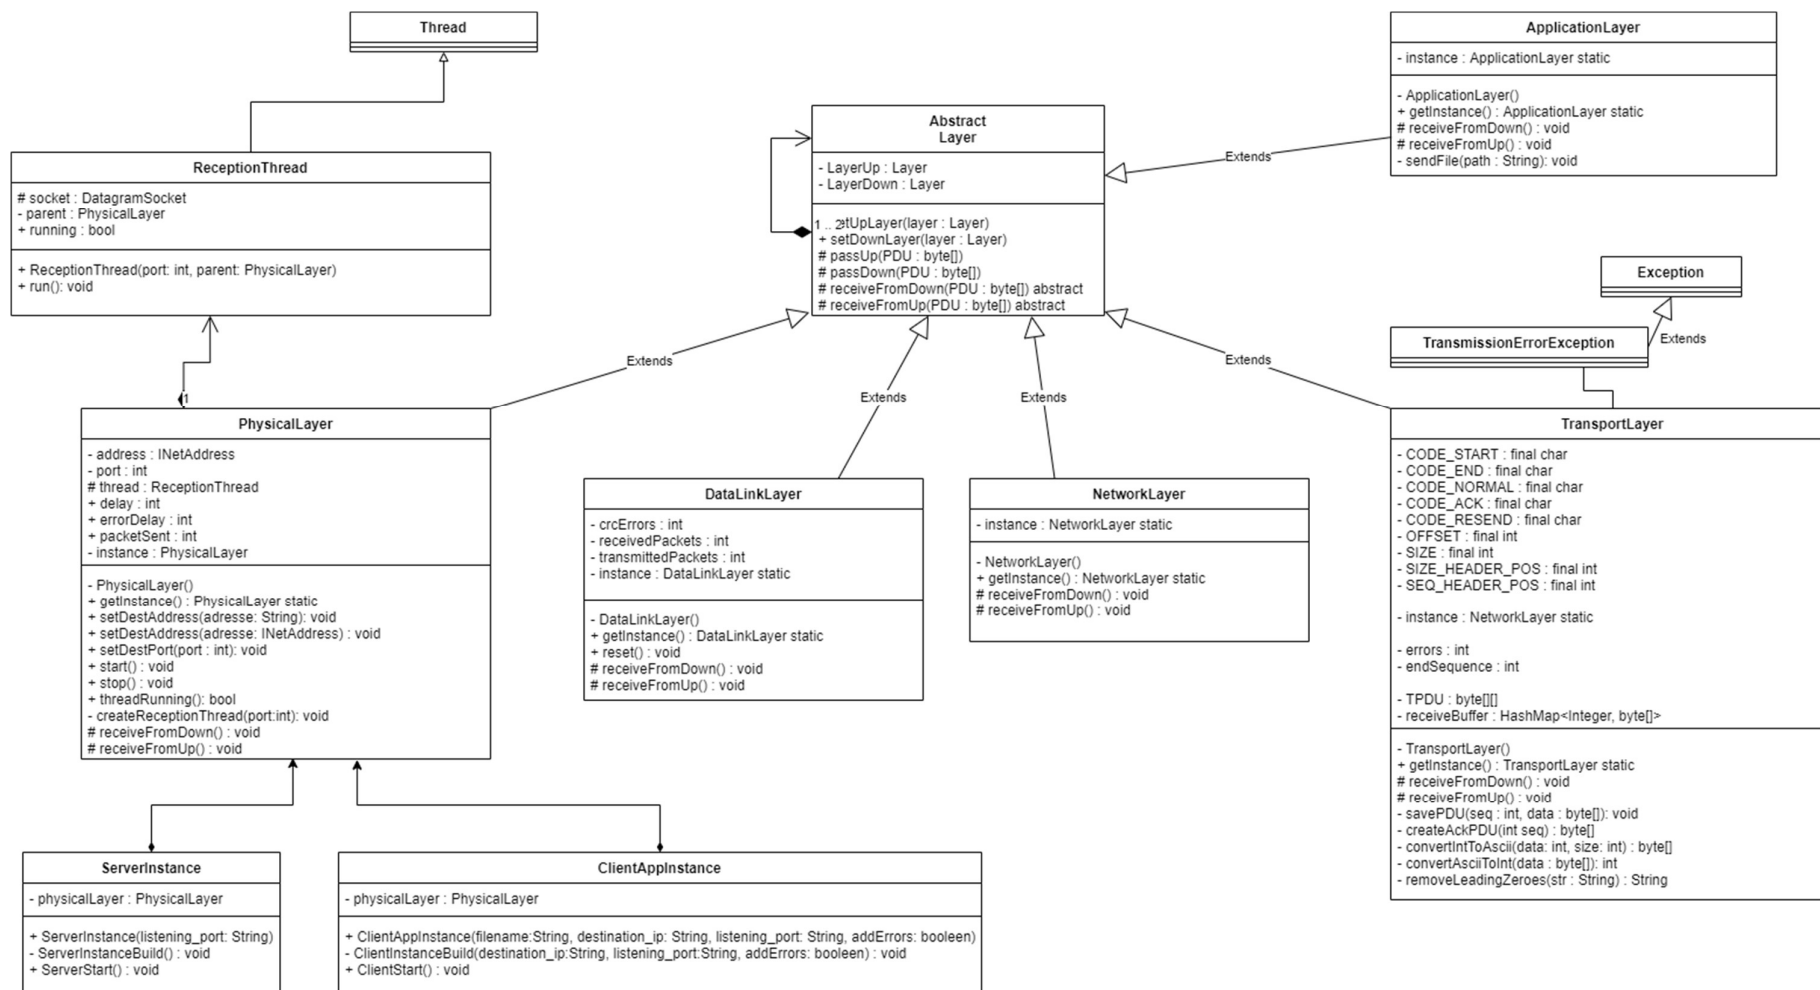 Thread
ReceptionThread
# socket : DatagramSocket
- parent : PhysicalLayer
+ running : bool
+ ReceptionThread(port: int, parent: PhysicalLayer)
+ run(): void
Abstract
Layer
- LayerUp : Layer
- LayerDown : Layer
1 .. 2
tUpLayer(layer : Layer)
+ setDownLayer(layer : Layer)
# passUp(PDU : byte[])
# passDown(PDU : byte[])
# receiveFromDown(PDU : byte[]) abstract
# receiveFromUp(PDU : byte[]) abstract
ApplicationLayer
- instance : ApplicationLayer static
- ApplicationLayer()
+ getInstance() : ApplicationLayer static
# receiveFromDown() : void
# receiveFromUp() : void
- sendFile(path : String): void
Extends
Exception
TransmissionErrorException
Extends
Extends
Extends
Extends
Extends
1
PhysicalLayer
- address : INetAddress
- port : int
# thread : ReceptionThread
+ delay : int
+ errorDelay : int
+ packetSent : int
- instance : PhysicalLayer
- PhysicalLayer()
+ getInstance() : PhysicalLayer static
+ setDestAddress(adresse: String): void
+ setDestAddress(adresse: INetAddress) : void
+ setDestPort(port : int): void
+ start() : void
+ stop() : void
+ threadRunning(): bool
- createReceptionThread(port:int): void
# receiveFromDown() : void
# receiveFromUp() : void
DataLinkLayer
- crcErrors : int
- receivedPackets : int
- transmittedPackets : int
- instance : DataLinkLayer static
- DataLinkLayer()
+ getInstance() : DataLinkLayer static
+ reset() : void
# receiveFromDown() : void
# receiveFromUp() : void
NetworkLayer
- instance : NetworkLayer static
- NetworkLayer()
+ getInstance() : NetworkLayer static
# receiveFromDown() : void
# receiveFromUp() : void
TransportLayer
- CODE_START : final char
- CODE_END : final char
- CODE_NORMAL : final char
- CODE_ACK : final char
- CODE_RESEND : final char
- OFFSET : final int
- SIZE : final int
- SIZE_HEADER_POS : final int
- SEQ_HEADER_POS : final int
- instance : NetworkLayer static
- errors : int
- endSequence : int
- TPDU : byte[][]
- receiveBuffer : HashMap<Integer, byte[]>
- TransportLayer()
+ getInstance() : TransportLayer static
# receiveFromDown() : void
# receiveFromUp() : void
- savePDU(seq : int, data : byte[]): void
- createAckPDU(int seq) : byte[]
- convertIntToAscii(data: int, size: int) : byte[]
- convertAsciiToInt(data : byte[]): int
- removeLeadingZeroes(str : String) : String
ServerInstance
- physicalLayer : PhysicalLayer
+ ServerInstance(listening_port: String)
- ServerInstanceBuild() : void
+ ServerStart() : void
ClientAppInstance
- physicalLayer : PhysicalLayer
+ ClientAppInstance(filename:String, destination_ip: String, listening_port: String, addErrors: booleen)
- ClientInstanceBuild(destination_ip:String, listening_port:String, addErrors: booleen) : void
+ ClientStart() : void